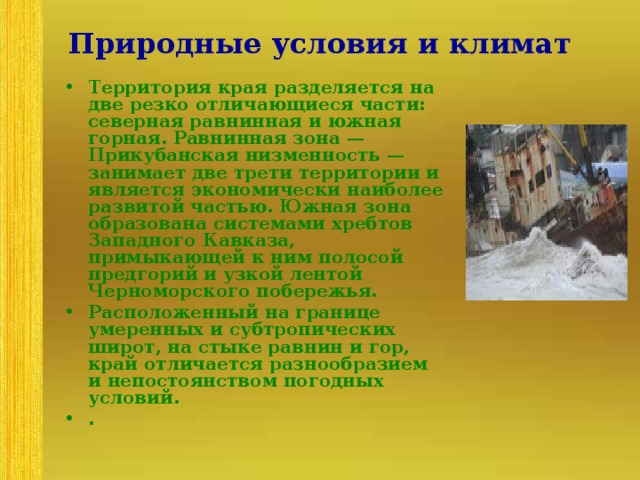 Природные условия и климат
• Территория края разделяется на
две резко отличающиеся части:
северная равнинная и южная
горная. Равнинная зона —
Прикубанская низменность —
занимает две трети территории и
является экономически наиболее
развитой частью. Южная зона
образована системами хребтов
Западного Кавказа,
примыкающей к ним полосой
предгорий и узкой лентой
Черноморского побережья.
• Расположенный на границе
умеренных и субтропических
широт, на стыке равнин и гор,
край отличается разнообразием
и непостоянством погодных
условий.
• .